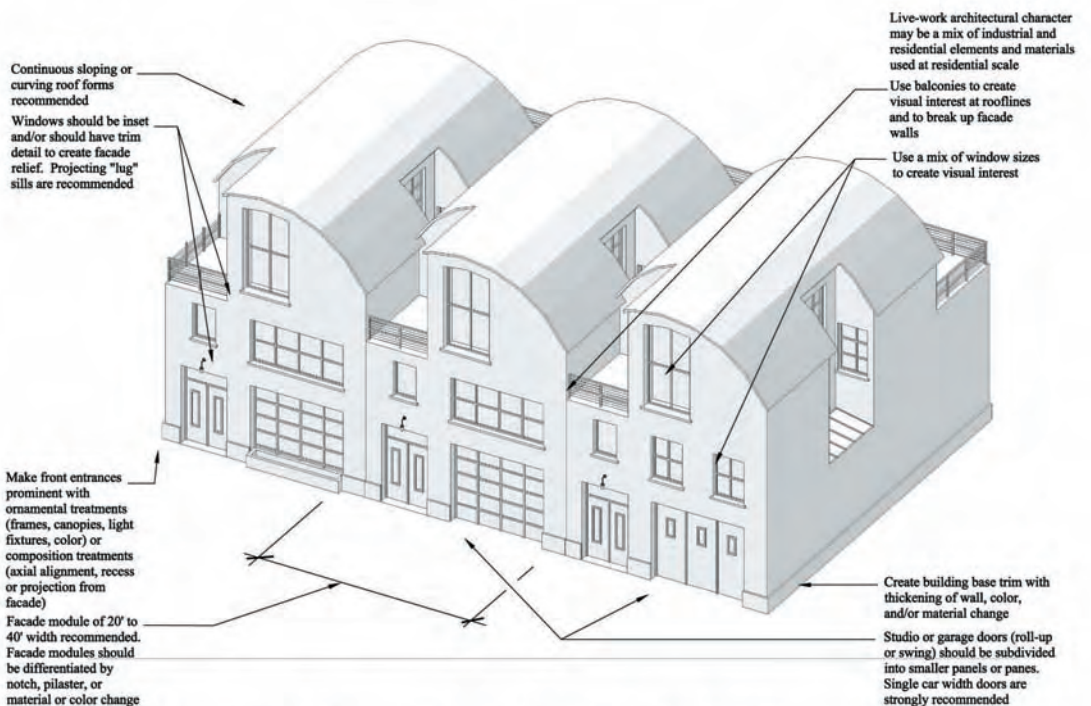 Continuous sloping or
curving roof forms
recommended
Windows should be inset
and/or should have trim
detail to create facade
relief. Projecting "lug"
sills are recommended
Make front entrances
prominent with
ornamental treatments
(frames, canopies, light
fixtures, color) or
composition treatments
(axial alignment, recess
or projection from
facade)
Facade module of 20' to
40' width recommended.
Facade modules should
be differentiated by
notch, pilaster, or
material or color change
Live-work architectural character
may be a mix of industrial and
residential elements and materials
used at residential scale
Use balconies to create
visual interest at rooflines
and to break up facade
walls
Use a mix of window sizes
to create visual interest
Create building base trim with
thickening of wall, color,
and/or material change
Studio or garage doors (roll-up
or swing) should be subdivided
into smaller panels or panes.
Single car width doors are
strongly recommended